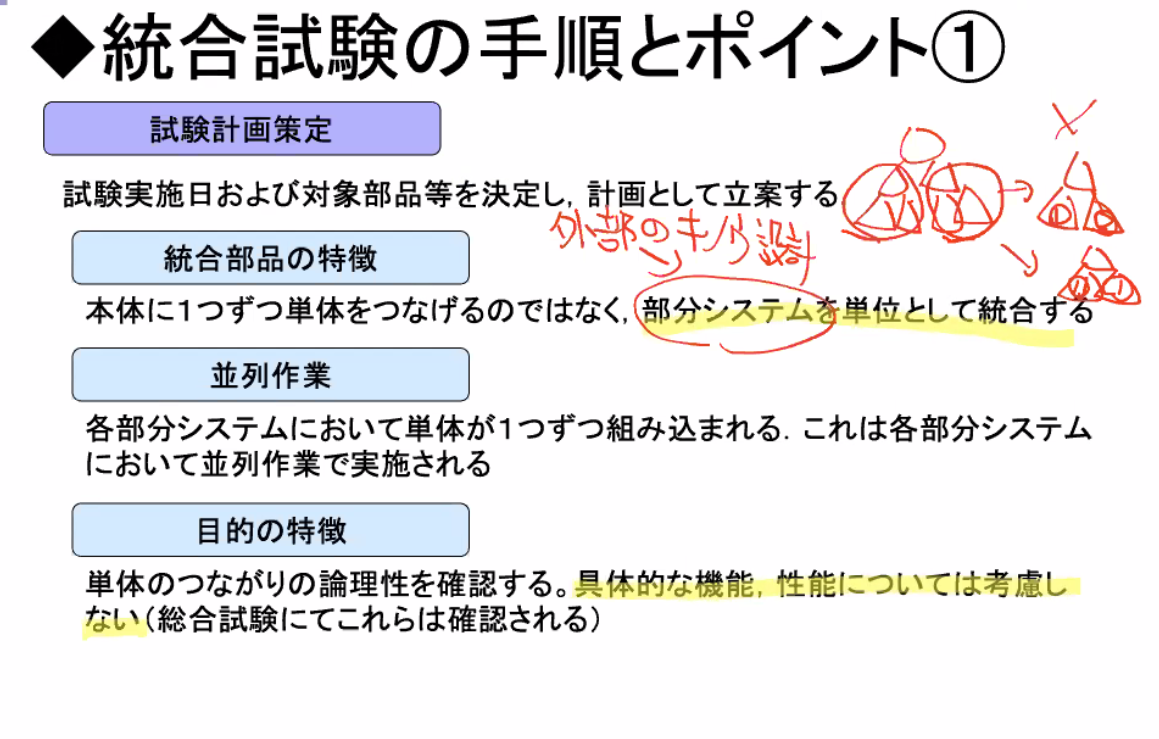 ◆統合試験の手順とポイント①
試験計画策定
試験実施日および対象部品等を決定し，計画として立案する
外部のキノウ設計
統合部品の特徴
本体に１つずつ単体をつなげるのではなく，部分システムを単位として統合する
並列作業
各部分システムにおいて単体が１つずつ組み込まれる．これは各部分システム
において並列作業で実施される
目的の特徴
単体のつながりの論理性を確認する。具体的な機能，性能については考慮し
ない（総合試験にてこれらは確認される）